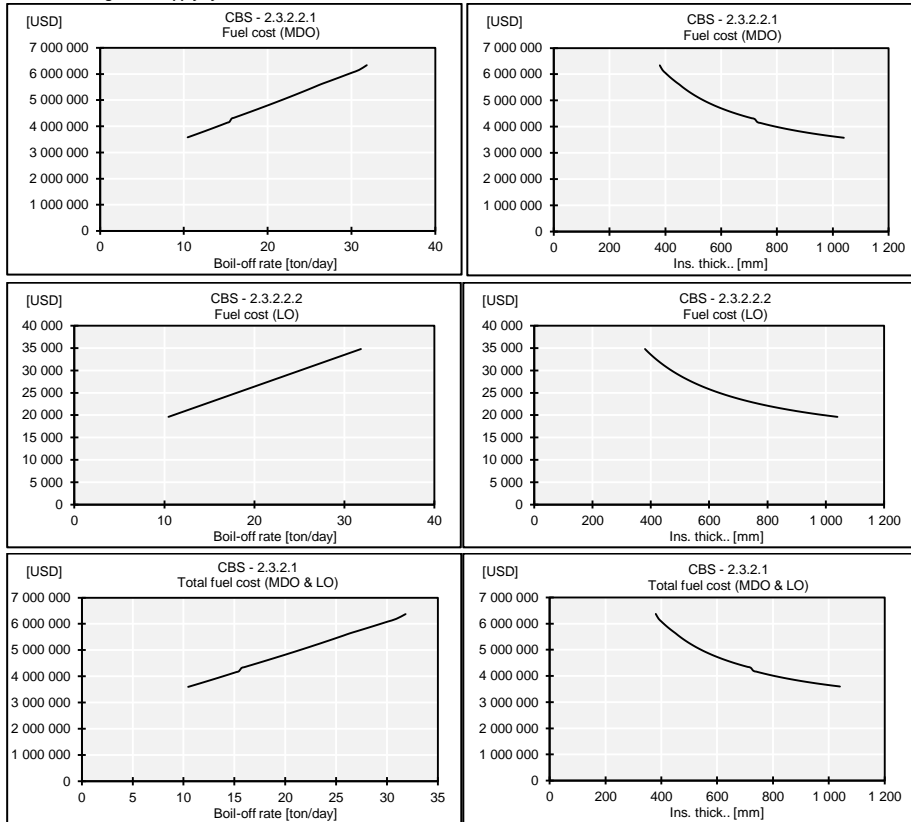 [USD]
CBS - 2.3.2.2.1
Fuel cost (MDO)
7 000 000
6 000 000
5 000 000
4 000 000
3 000 000
2 000 000
1 000 000
0
0 10 20 30 40
Boil-off rate [ton/day]
[USD]
CBS - 2.3.2.2.1
Fuel cost (MDO)
7 000 000
6 000 000
5 000 000
4 000 000
3 000 000
2 000 000
1 000 000
0
0 200 400 600 800 1 000 1 200
Ins. thick.. [mm]
[USD]
CBS - 2.3.2.2.2
Fuel cost (LO)
40 000
35 000
30 000
25 000
20 000
15 000
10 000
5 000
0
0 10 20 30 40
Boil-off rate [ton/day]
[USD]
CBS - 2.3.2.2.2
Fuel cost (LO)
40 000
35 000
30 000
25 000
20 000
15 000
10 000
5 000
0
0 200 400 600 800 1 000 1 200
Ins. thick.. [mm]
[USD]
CBS - 2.3.2.1
Total fuel cost (MDO & LO)
7 000 000
6 000 000
5 000 000
4 000 000
3 000 000
2 000 000
1 000 000
0
0 5 10 15 20 25 30 35
Boil-off rate [ton/day]
[USD]
CBS - 2.3.2.1
Total fuel cost (MDO & LO)
7 000 000
6 000 000
5 000 000
4 000 000
3 000 000
2 000 000
1 000 000
0
0 200 400 600 800 1 000 1 200
Ins. thick.. [mm]